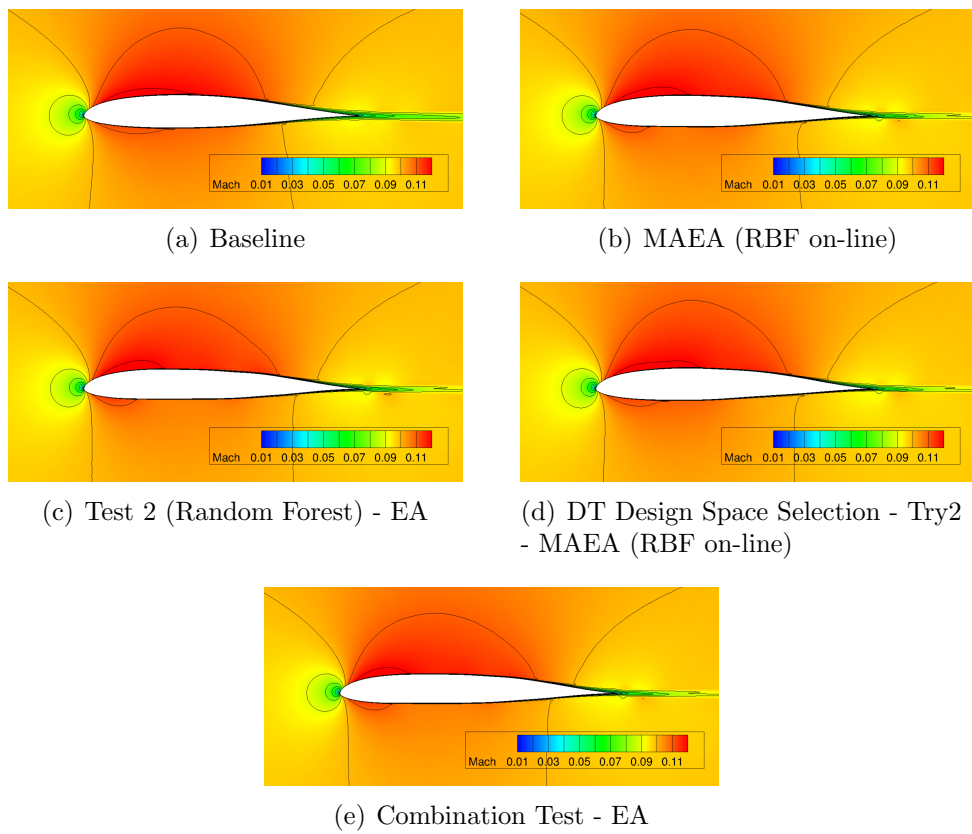 Mach 0.01 0.03 0.05 0.07 0.09 0.11
(a) Baseline
Mach 0.01 0.03 0.05 0.07 0.09 0.11
(b) MAEA (RBF on-line)
Mach 0.01 0.03 0.05 0.07 0.09 0.11
(c) Test 2 (Random Forest) - EA
Mach 0.01 0.03 0.05 0.07 0.09 0.11
(d) DT Design Space Selection - Try2
- MAEA (RBF on-line)
Mach 0.01 0.03 0.05 0.07 0.09 0.11
(e) Combination Test - EA